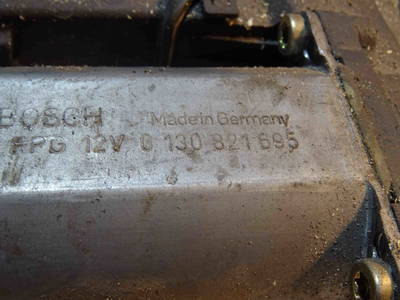 BOSCH Made in Germany
FPG 12V 0 130 821 695